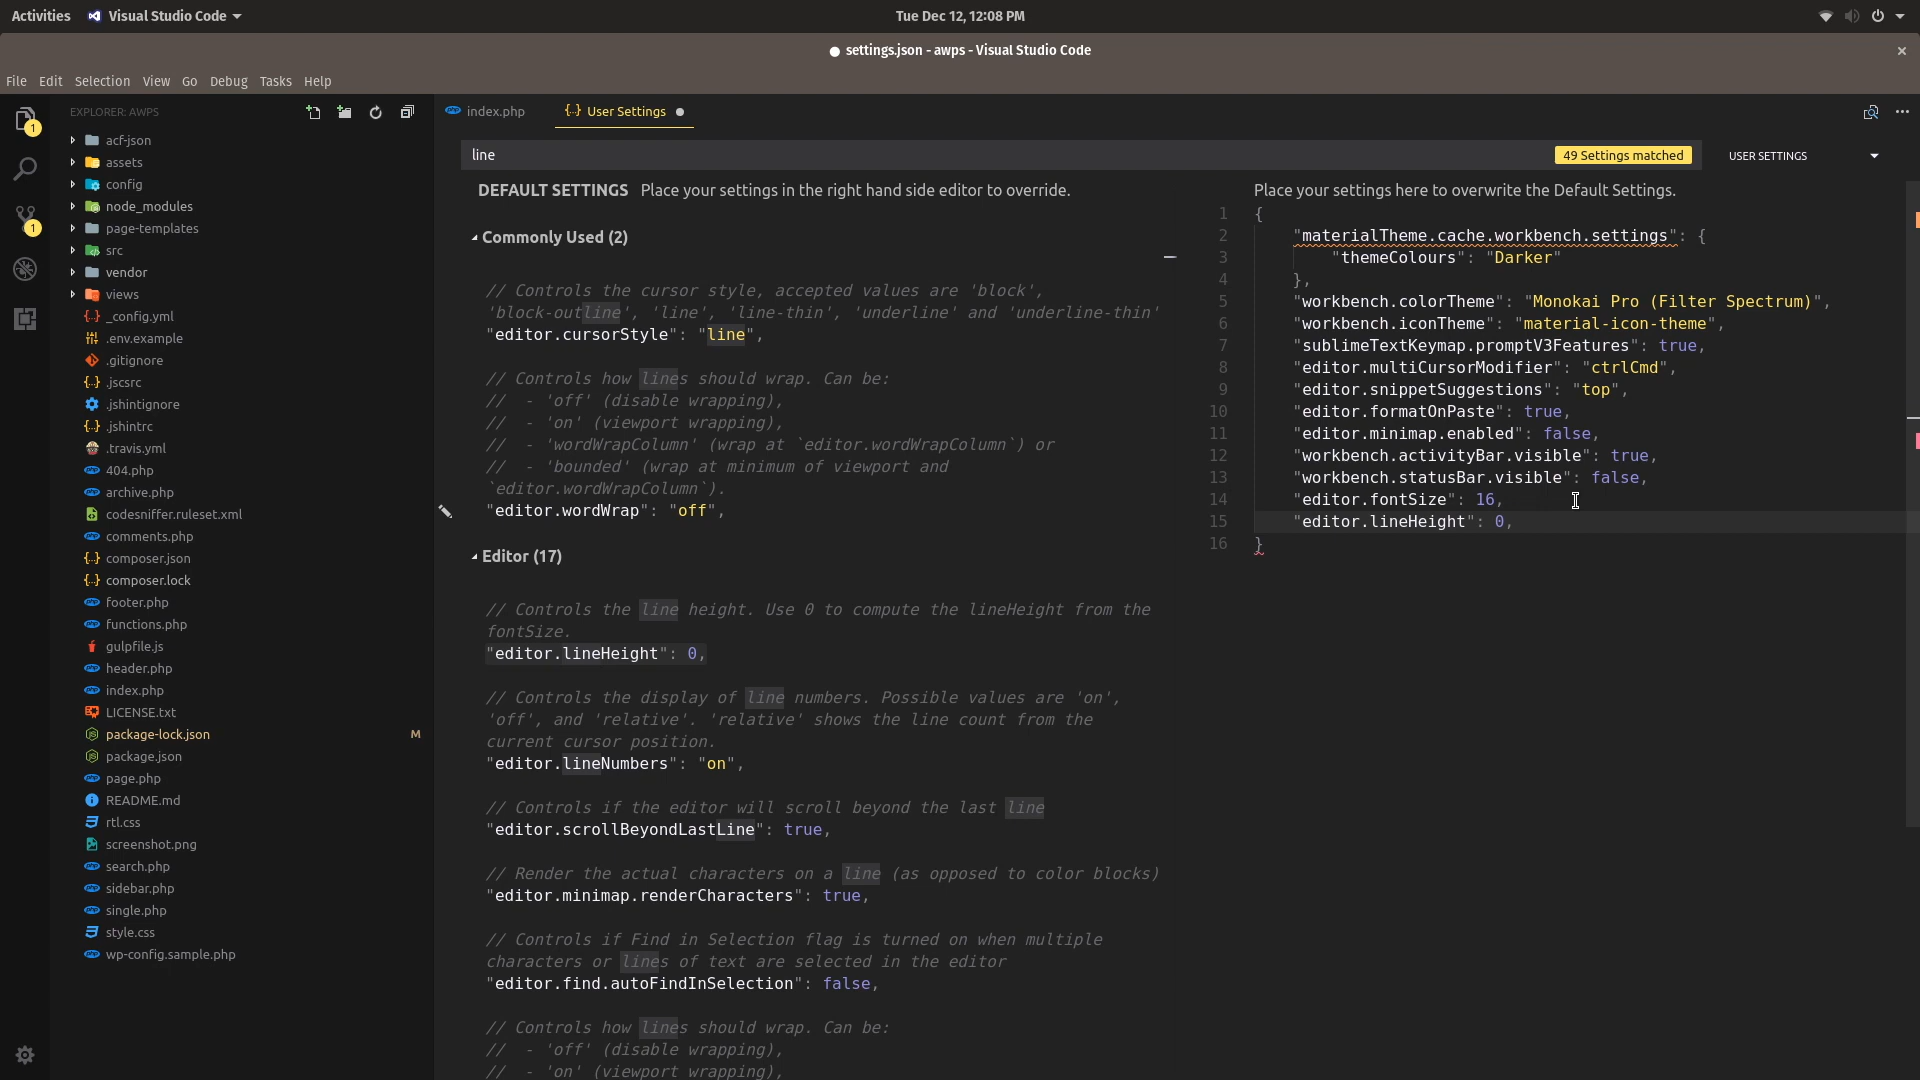 Activities
Visual Studio Code
Tue Dec 12, 12:08 PM
settings.json - awps - Visual Studio Code
File Edit Selection View Go Debug Tasks Help
EXPLORER: AWPS
1
1
acf-json
assets
config
node_modules
page-templates
src
vendor
views
_config.yml
.env.example
.gitignore
.jscsrc
.jshintignore
.jshintrc
.travis.yml
404.php
archive.php
codesniffer.ruleset.xml
comments.php
composer.json
composer.lock
footer.php
functions.php
gulpfile.js
header.php
index.php
LICENSE.txt
package-lock.json M
package.json
page.php
README.md
rtl.css
screenshot.png
search.php
sidebar.php
single.php
style.css
wp-config.sample.php
index.php
User Settings
line
49 Settings matched
USER SETTINGS
DEFAULT SETTINGS Place your settings in the right hand side editor to override.
Commonly Used (2)
// Controls the cursor style, accepted values are 'block',
'block-outline', 'line', 'line-thin', 'underline' and 'underline-thin'
"editor.cursorStyle": "line",
// Controls how lines should wrap. Can be:
//  - 'off' (disable wrapping),
//  - 'on' (viewport wrapping),
//  - 'wordWrapColumn' (wrap at `editor.wordWrapColumn`) or
//  - 'bounded' (wrap at minimum of viewport and
`editor.wordWrapColumn`).
"editor.wordWrap": "off",
Editor (17)
// Controls the line height. Use 0 to compute the lineHeight from the
fontSize.
"editor.lineHeight": 0,
// Controls the display of line numbers. Possible values are 'on',
'off', and 'relative'. 'relative' shows the line count from the
current cursor position.
"editor.lineNumbers": "on",
// Controls if the editor will scroll beyond the last line
"editor.scrollBeyondLastLine": true,
// Render the actual characters on a line (as opposed to color blocks)
"editor.minimap.renderCharacters": true,
// Controls if Find in Selection flag is turned on when multiple
characters or lines of text are selected in the editor
"editor.find.autoFindInSelection": false,
// Controls how lines should wrap. Can be:
//  - 'off' (disable wrapping),
//  - 'on' (viewport wrapping),
Place your settings here to overwrite the Default Settings.
1 {
2 "materialTheme.cache.workbench.settings": {
3 "themeColours": "Darker"
4 },
5 "workbench.colorTheme": "Monokai Pro (Filter Spectrum)",
6 "workbench.iconTheme": "material-icon-theme",
7 "sublimeTextKeymap.promptV3Features": true,
8 "editor.multiCursorModifier": "ctrlCmd",
9 "editor.snippetSuggestions": "top",
10 "editor.formatOnPaste": true,
11 "editor.minimap.enabled": false,
12 "workbench.activityBar.visible": true,
13 "workbench.statusBar.visible": false,
14 "editor.fontSize": 16,
15 "editor.lineHeight": 0,
16 }